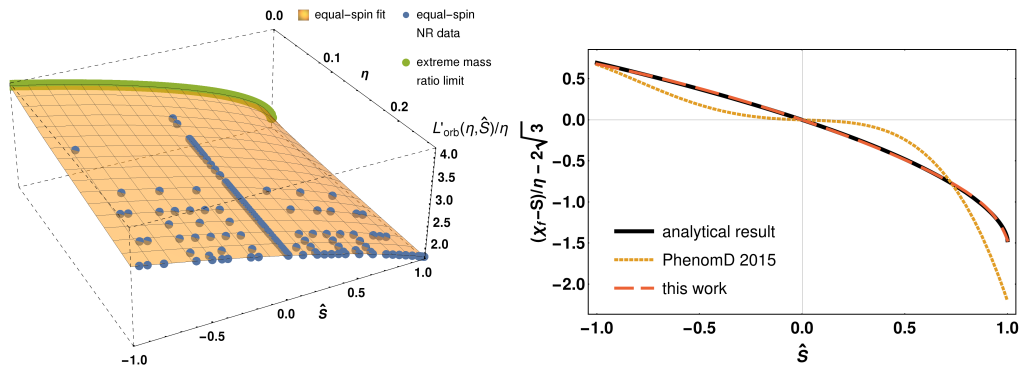 equal-spin fit
equal-spin
NR data
extreme mass
ratio limit
0.0
0.1
η
0.2
L'orb(η,Ŝ)/η
4.0
3.5
3.0
2.5
2.0
1.0
0.5
0.0
Ŝ
-0.5
-1.0
(χf-S)/η - 2√3
0.5
0.0
-0.5
-1.0
-1.5
-2.0
analytical result
PhenomD 2015
this work
-1.0 -0.5 0.0 0.5 1.0
Ŝ